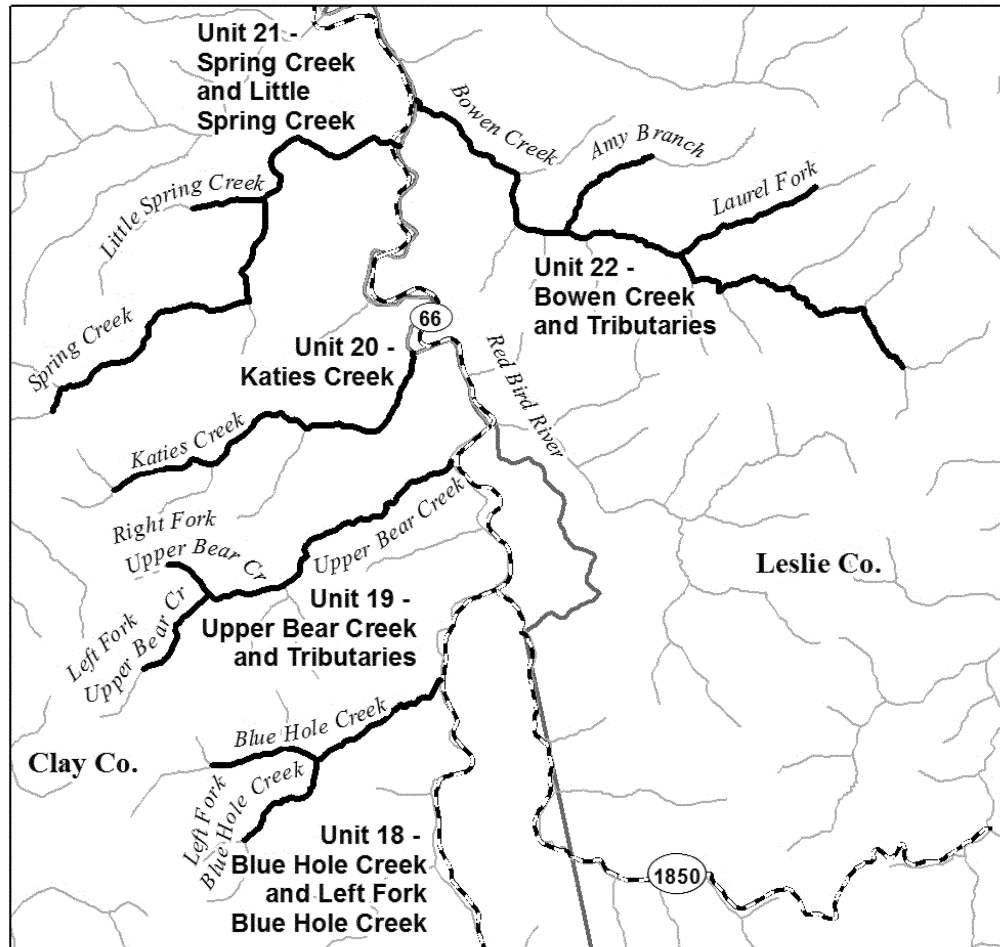 Unit 21 -
Spring Creek
and Little
Spring Creek
Bowen Creek
Amy Branch
Laurel Fork
Little Spring Creek
Unit 22 -
Bowen Creek
and Tributaries
Spring Creek
66
Unit 20 -
Katies Creek
Red Bird River
Katies Creek
Right Fork
Upper Bear Cr
Upper Bear Creek
Leslie Co.
Left Fork
Upper Bear Cr
Unit 19 -
Upper Bear Creek
and Tributaries
Blue Hole Creek
Clay Co.
Left Fork
Blue Hole Creek
Unit 18 -
Blue Hole Creek
and Left Fork
Blue Hole Creek
1850